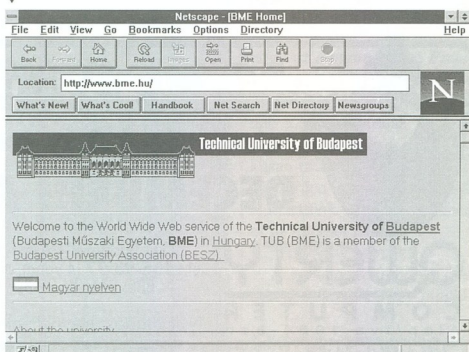 Netscape - [BME Home]
File Edit View Go Bookmarks Options Directory Help
Back Forward Home Reload Images Open Print Find Stop
Location: http://www.bme.hu/
N
What's New! What's Cool! Handbook Net Search Net Directory Newsgroups
Technical University of Budapest
Welcome to the World Wide Web service of the Technical University of Budapest
(Budapesti Műszaki Egyetem, BME) in Hungary. TUB (BME) is a member of the
Budapest University Association (BESZ).
Magyar nyelven
About the university